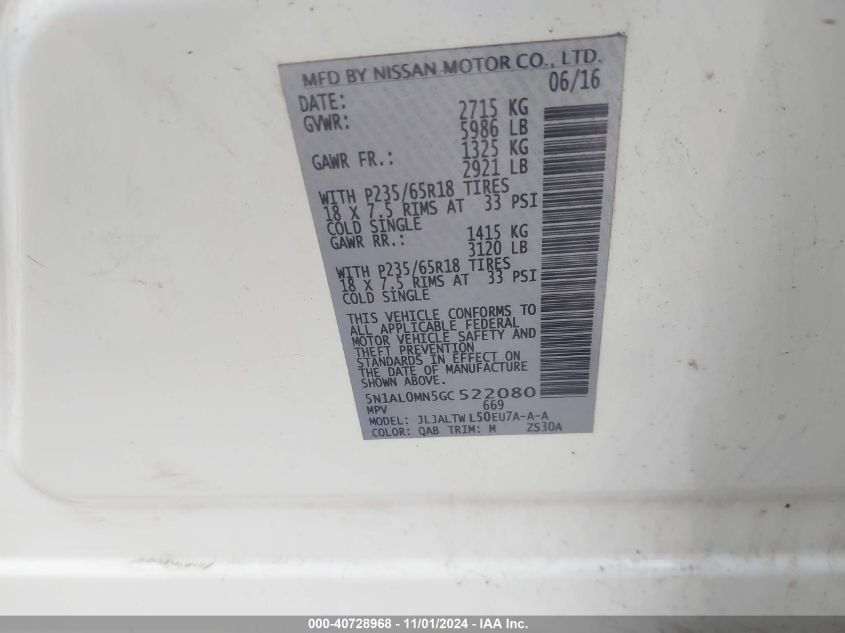 MFD BY NISSAN MOTOR CO., LTD.
DATE: 06/16
GVWR: 2715 KG
5986 LB
GAWR FR.: 1325 KG
2921 LB
WITH P235/65R18 TIRES
18 X 7.5 RIMS AT 33 PSI
COLD SINGLE
GAWR RR.: 1415 KG
3120 LB
WITH P235/65R18 TIRES
18 X 7.5 RIMS AT 33 PSI
COLD SINGLE
THIS VEHICLE CONFORMS TO
ALL APPLICABLE FEDERAL
MOTOR VEHICLE SAFETY AND
THEFT PREVENTION
STANDARDS IN EFFECT ON
THE DATE OF MANUFACTURE
SHOWN ABOVE.
5N1AL0MN5GC522080
MPV 669
MODEL: JLJALTWL50EU7A-A-A
COLOR: QAB TRIM: M ZS30A
000-40728968 - 11/01/2024 - IAA Inc.